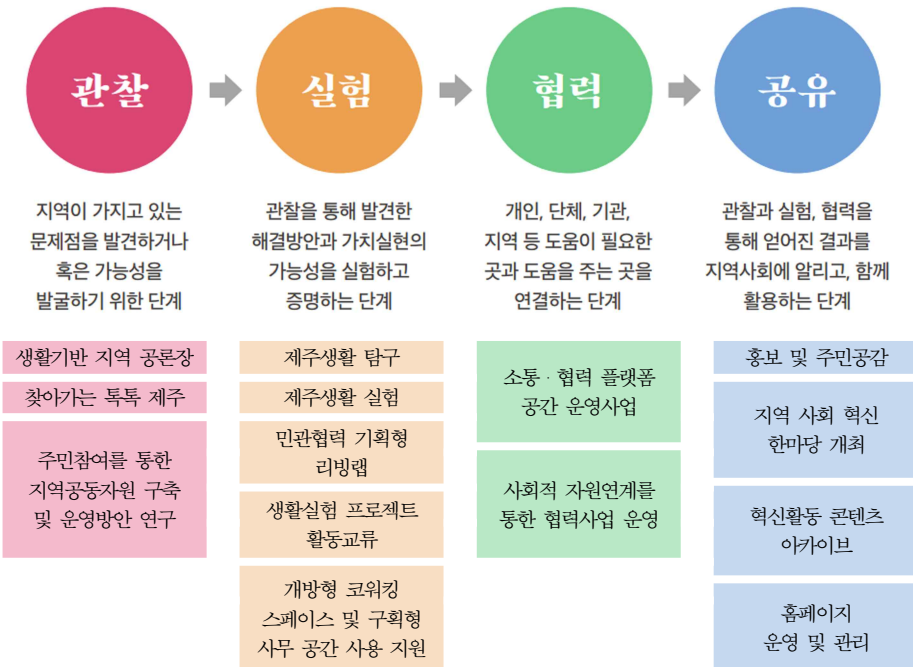 관찰
실험
협력
공유
지역이 가지고 있는
문제점을 발견하거나
혹은 가능성을
발굴하기 위한 단계
관찰을 통해 발견한
해결방안과 가치실현의
가능성을 실험하고
증명하는 단계
개인, 단체, 기관,
지역 등 도움이 필요한
곳과 도움을 주는 곳을
연결하는 단계
관찰과 실험, 협력을
통해 얻어진 결과를
지역사회에 알리고, 함께
활용하는 단계
생활기반 지역 공론장
찾아가는 톡톡 제주
주민참여를 통한
지역공동자원 구축
및 운영방안 연구
제주생활 탐구
제주생활 실험
민관협력 기획형
리빙랩
생활실험 프로젝트
활동교류
개방형 코워킹
스페이스 및 구획형
사무 공간 사용 지원
소통·협력 플랫폼
공간 운영사업
사회적 자원연계를
통한 협력사업 운영
홍보 및 주민공감
지역 사회 혁신
한마당 개최
혁신활동 콘텐츠
아카이브
홈페이지
운영 및 관리